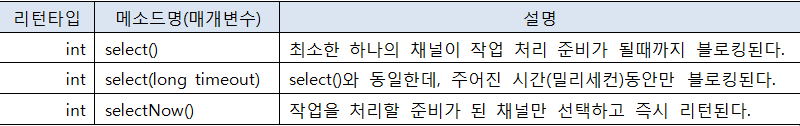 리턴타입 메소드명(매개변수) 설명
int select() 최소한 하나의 채널이 작업 처리 준비가 될때까지 블로킹된다.
int select(long timeout) select()와 동일한데, 주어진 시간(밀리세컨)동안만 블로킹된다.
int selectNow() 작업을 처리할 준비가 된 채널만 선택하고 즉시 리턴된다.